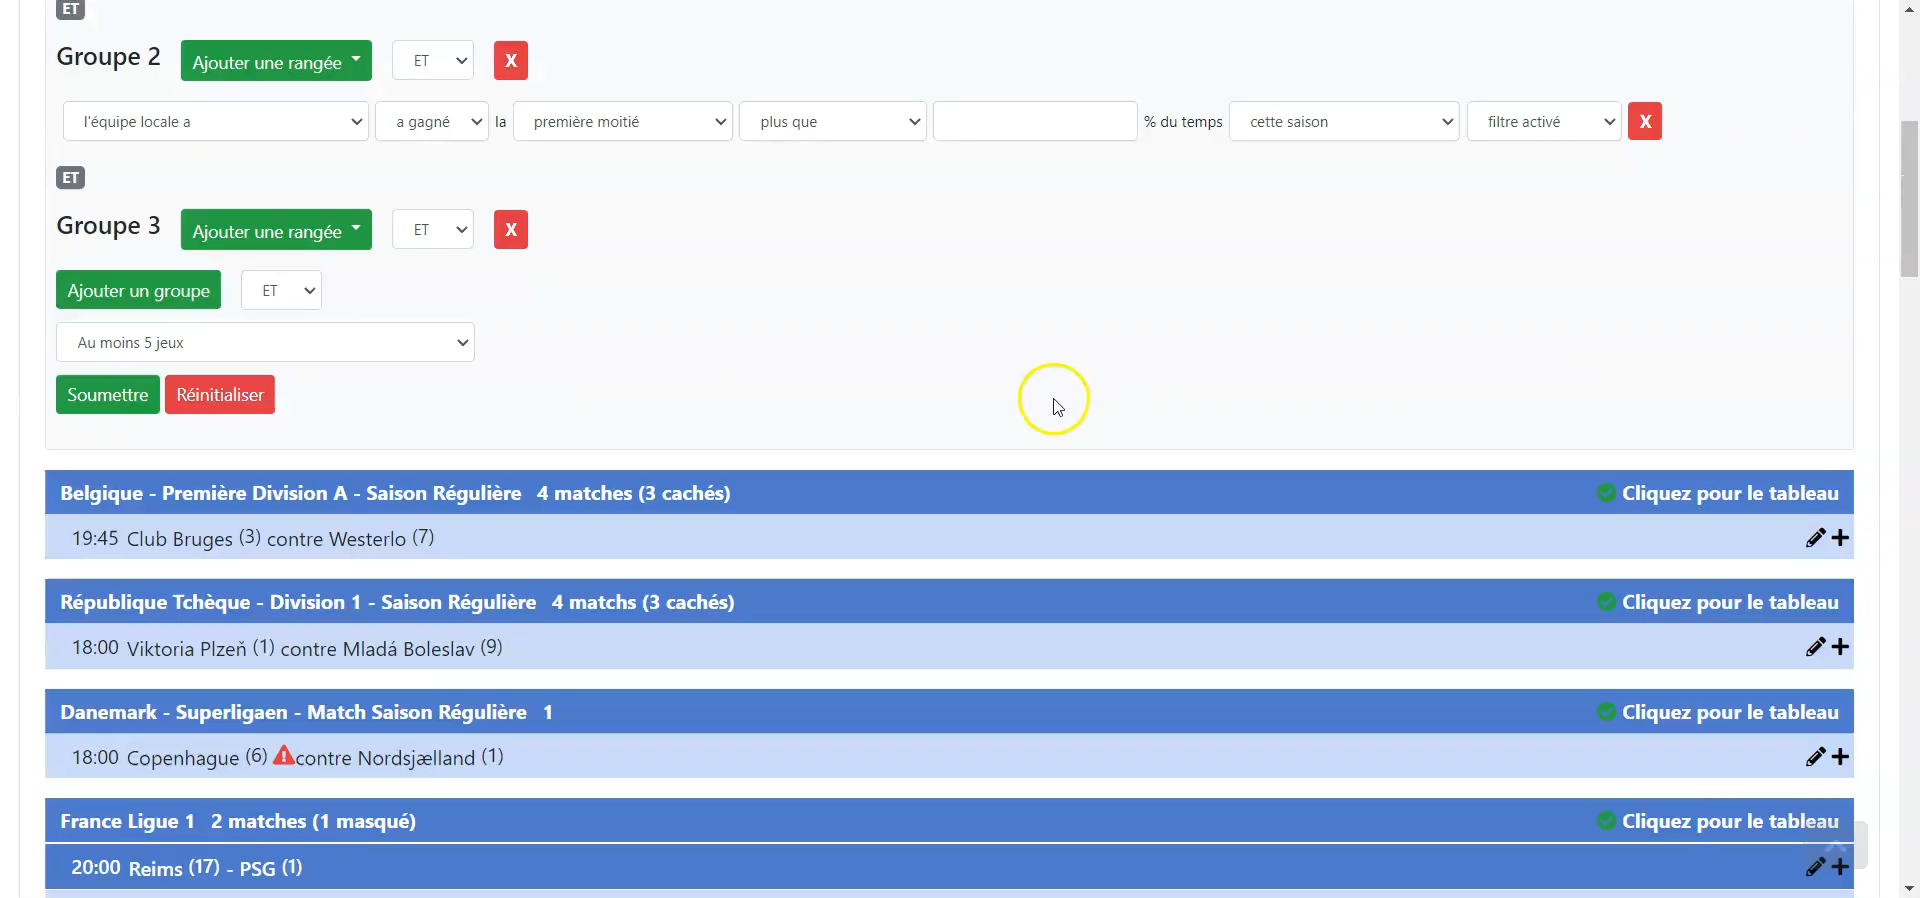 ET
Groupe 2 Ajouter une rangée ET X
l'équipe locale a a gagné la première moitié plus que % du temps cette saison filtre activé X
ET
Groupe 3 Ajouter une rangée ET X
Ajouter un groupe ET
Au moins 5 jeux
Soumettre Réinitialiser
Belgique - Première Division A - Saison Régulière 4 matches (3 cachés) Cliquez pour le tableau
19:45 Club Bruges (3) contre Westerlo (7)
République Tchèque - Division 1 - Saison Régulière 4 matchs (3 cachés) Cliquez pour le tableau
18:00 Viktoria Plzeň (1) contre Mladá Boleslav (9)
Danemark - Superligaen - Match Saison Régulière 1 Cliquez pour le tableau
18:00 Copenhague (6) contre Nordsjælland (1)
France Ligue 1 2 matches (1 masqué) Cliquez pour le tableau
20:00 Reims (17) - PSG (1)